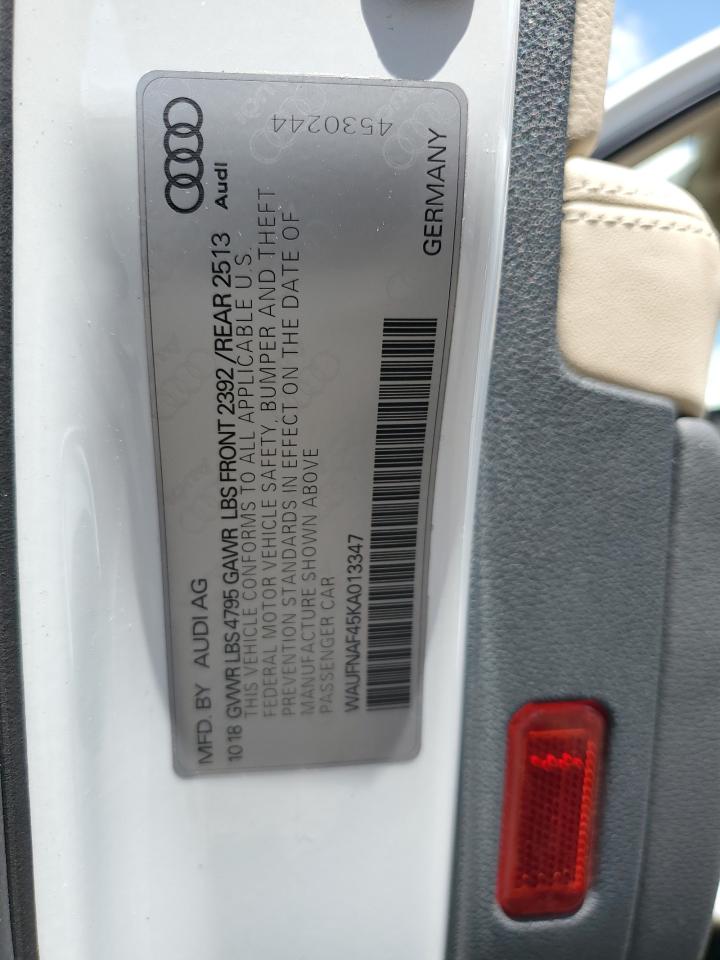 MFD. BY AUDI AG
Audi
10 18 GVWR LBS 4795 GAWR LBS FRONT 2392 / REAR 2513
THIS VEHICLE CONFORMS TO ALL APPLICABLE U.S.
FEDERAL MOTOR VEHICLE SAFETY, BUMPER AND THEFT
PREVENTION STANDARDS IN EFFECT ON THE DATE OF
MANUFACTURE SHOWN ABOVE
PASSENGER CAR
WAUFNAF45KA013347
4530244
GERMANY